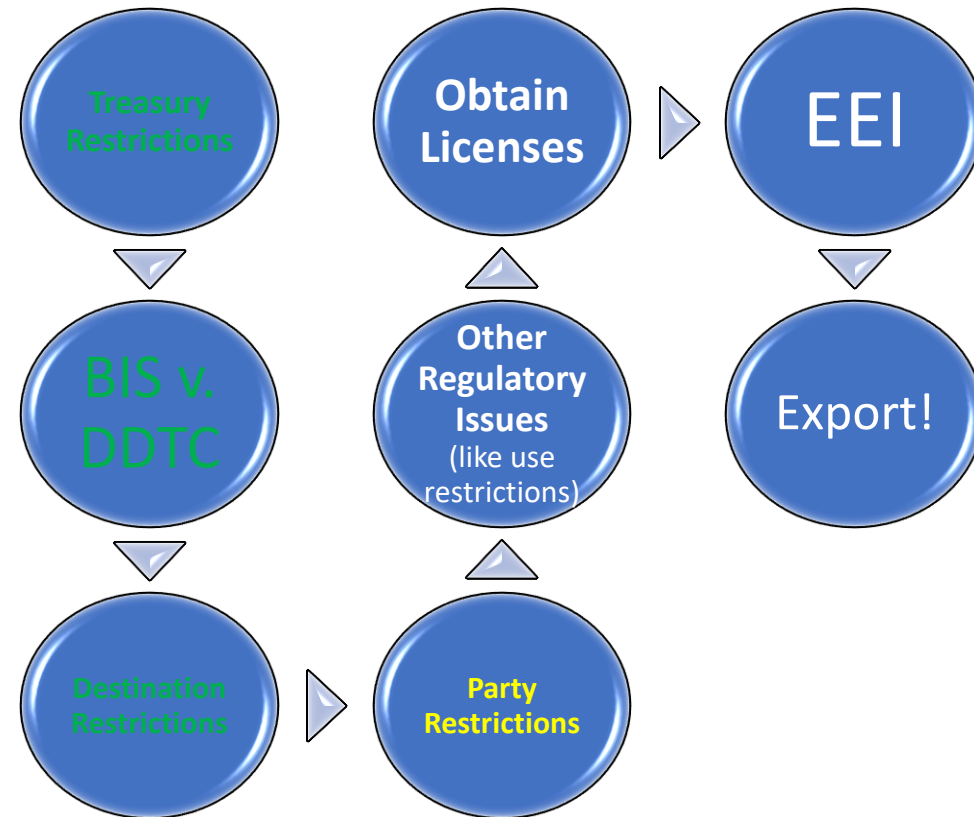 Treasury
Restrictions
BIS v.
DDTC
Destination
Restrictions
Party
Restrictions
Other
Regulatory
Issues
(like use
restrictions)
Obtain
Licenses
EEI
Export!